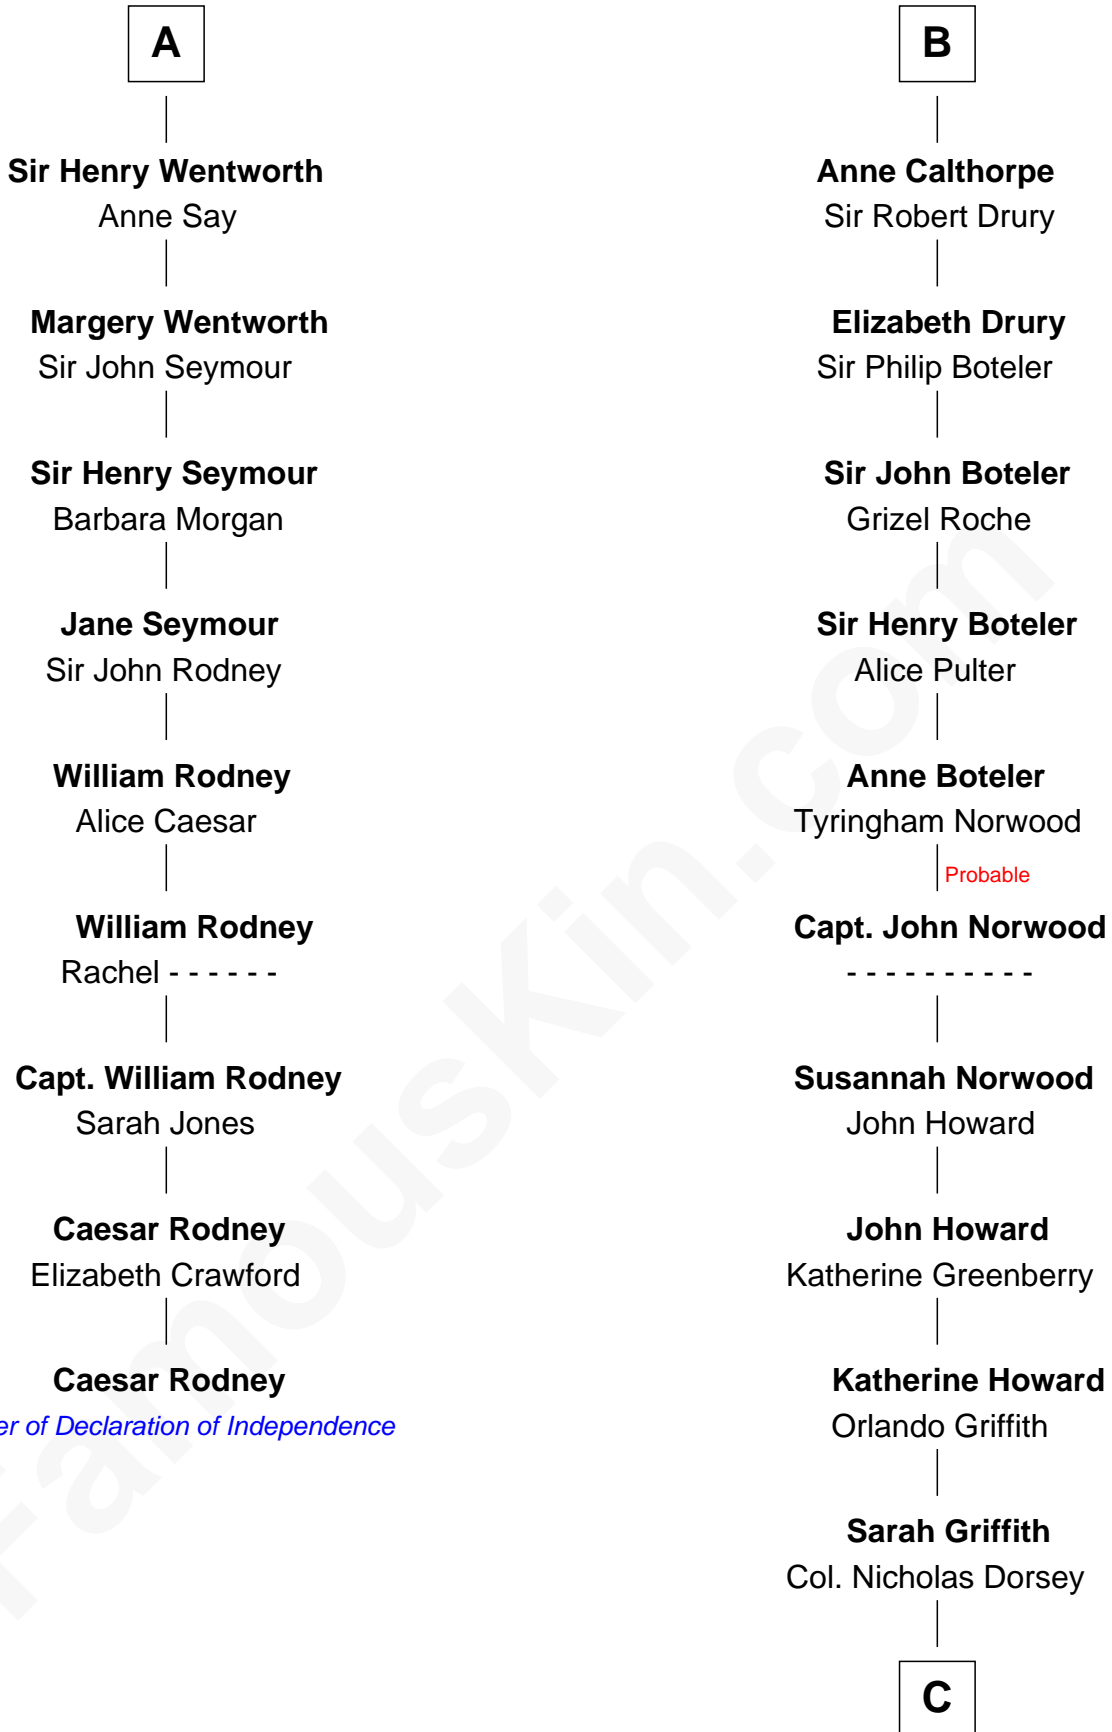 A
Sir Henry Wentworth
Anne Say
Margery Wentworth
Sir John Seymour
Sir Henry Seymour
Barbara Morgan
Jane Seymour
Sir John Rodney
William Rodney
Alice Caesar
William Rodney
Rachel - - - - - -
Capt. William Rodney
Sarah Jones
Caesar Rodney
Elizabeth Crawford
Caesar Rodney
of Declaration of Independence
B
Anne Calthorpe
Sir Robert Drury
Elizabeth Drury
Sir Philip Boteler
Sir John Boteler
Grizel Roche
Sir Henry Boteler
Alice Pulter
Anne Boteler
Tyringham Norwood
Probable
Capt. John Norwood
- - - - - - - - - -
Susannah Norwood
John Howard
John Howard
Katherine Greenberry
Katherine Howard
Orlando Griffith
Sarah Griffith
Col. Nicholas Dorsey
C
FamousKin.com